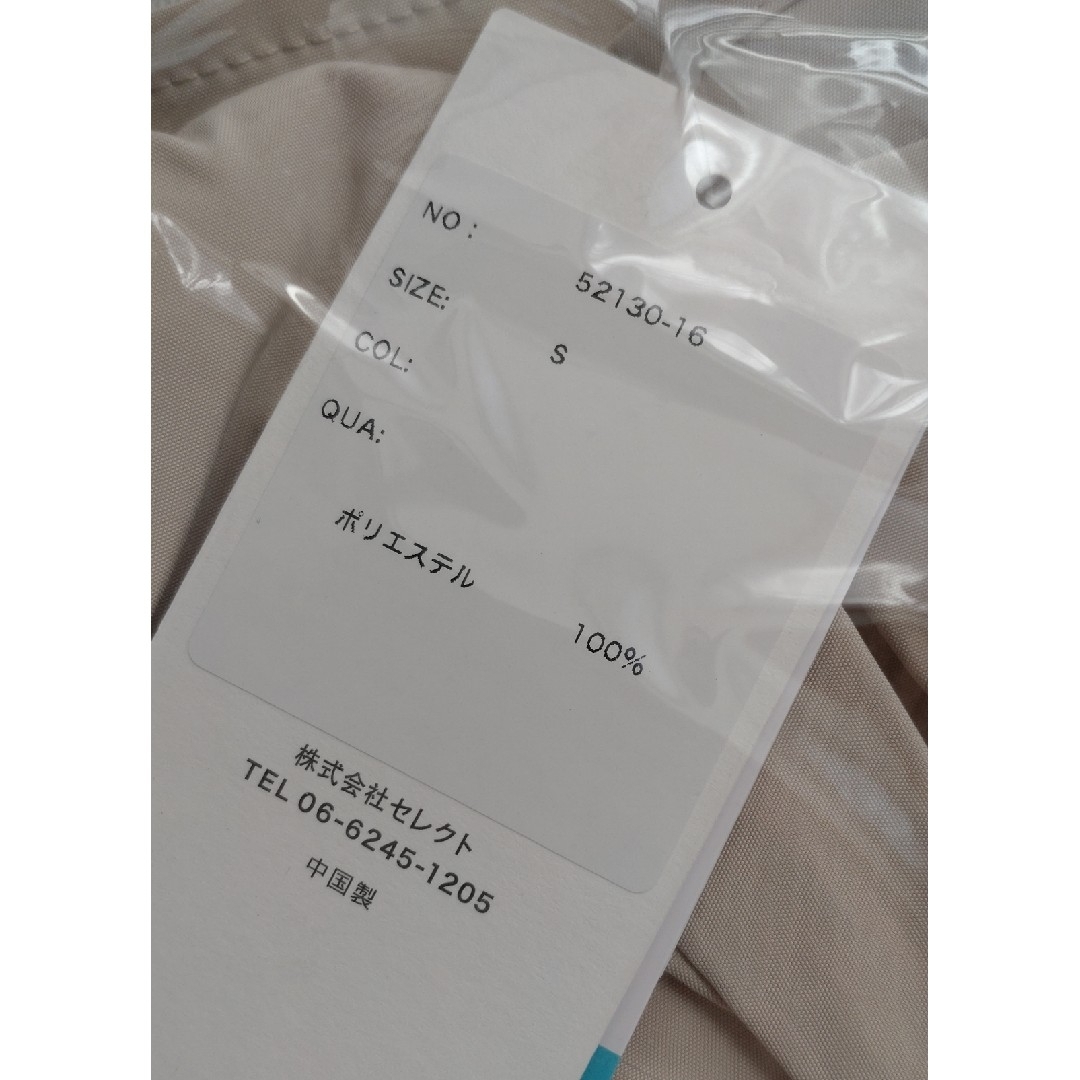 NO: 52130-16
SIZE: S
COL:
QUA:
ポリエステル 100%
株式会社セレクト
TEL 06-6245-1205
中国製